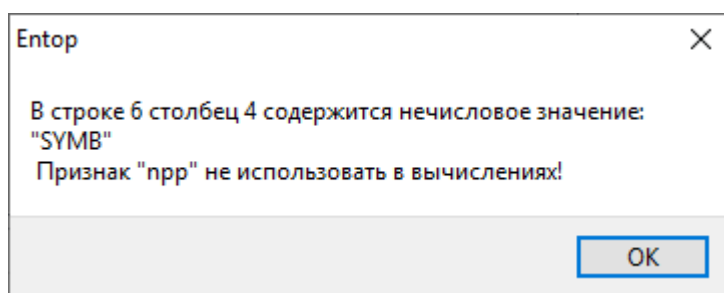 Entop
В строке 6 столбец 4 содержится нечисловое значение:
"SYMB"
Признак "npp" не использовать в вычислениях!
OK